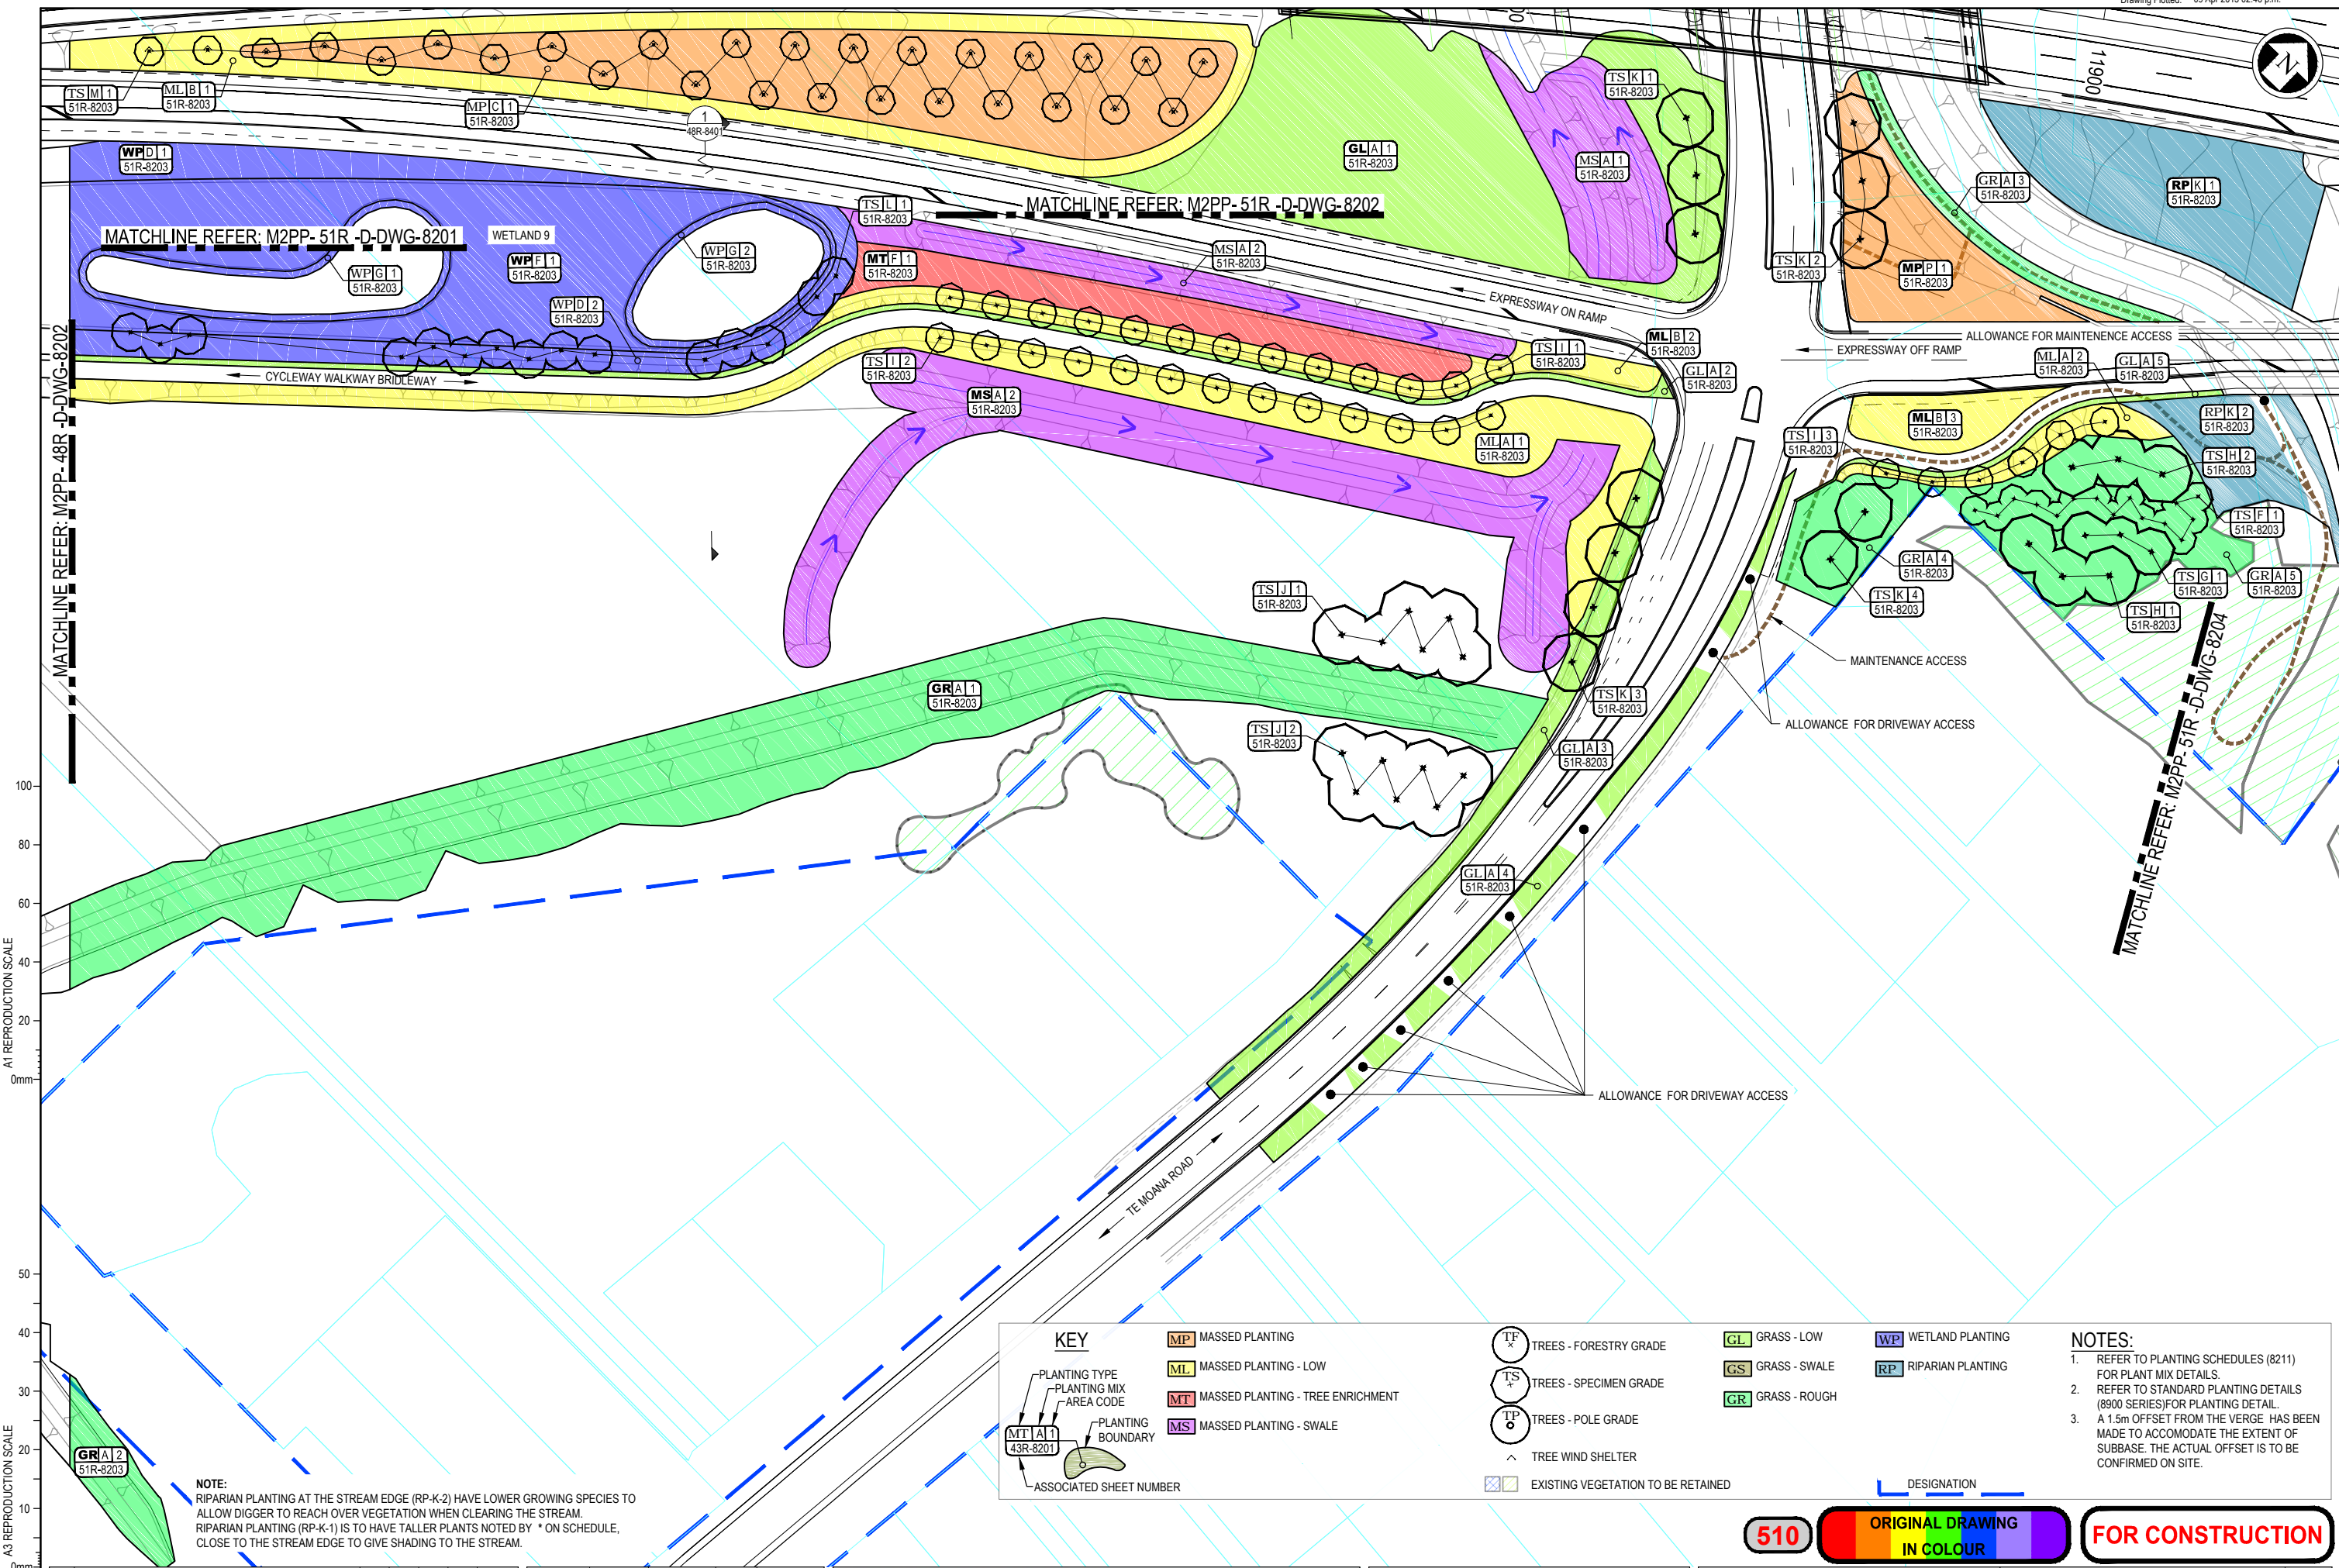 Drawing Plotted: 05 Apr 2013 02:46 p.m.
11900
N
TS M 1
51R-8203
ML B 1
51R-8203
MP C 1
51R-8203
1
48R-8401
WP D 1
51R-8203
TS K 1
51R-8203
GL A 1
51R-8203
MS A 1
51R-8203
GR A 3
51R-8203
RP K 1
51R-8203
TS L 1
51R-8203
MATCHLINE REFER: M2PP- 51R -D-DWG-8202
MATCHLINE REFER: M2PP- 51R -D-DWG-8201
WETLAND 9
WP G 1
51R-8203
WP F 1
51R-8203
WP G 2
51R-8203
MT F 1
51R-8203
MS A 2
51R-8203
TS K 2
51R-8203
MP P 1
51R-8203
WP D 2
51R-8203
EXPRESSWAY ON RAMP
ML B 2
51R-8203
ALLOWANCE FOR MAINTENENCE ACCESS
EXPRESSWAY OFF RAMP
TS I 1
51R-8203
TS I 2
51R-8203
GL A 2
51R-8203
ML A 2
51R-8203
GL A 5
51R-8203
CYCLEWAY WALKWAY BRIDLEWAY
MATCHLINE REFER: M2PP- 48R -D-DWG-8202
MS A 2
51R-8203
ML A 1
51R-8203
TS I 3
51R-8203
ML B 3
51R-8203
RP K 2
51R-8203
TS H 2
51R-8203
TS F 1
51R-8203
GR A 4
51R-8203
TS K 4
51R-8203
TS G 1
51R-8203
GR A 5
51R-8203
TS H 1
51R-8203
TS J 1
51R-8203
MATCHLINE REFER: M2PP- 51R -D-DWG-8204
MAINTENANCE ACCESS
GR A 1
51R-8203
TS K 3
51R-8203
ALLOWANCE FOR DRIVEWAY ACCESS
TS J 2
51R-8203
GL A 3
51R-8203
GL A 4
51R-8203
ALLOWANCE FOR DRIVEWAY ACCESS
TE MOANA ROAD
100
80
60
40
20
0mm
A1 REPRODUCTION SCALE
50
40
30
20
10
0mm
A3 REPRODUCTION SCALE
GR A 2
51R-8203
NOTE:
RIPARIAN PLANTING AT THE STREAM EDGE (RP-K-2) HAVE LOWER GROWING SPECIES TO
ALLOW DIGGER TO REACH OVER VEGETATION WHEN CLEARING THE STREAM.
RIPARIAN PLANTING (RP-K-1) IS TO HAVE TALLER PLANTS NOTED BY * ON SCHEDULE,
CLOSE TO THE STREAM EDGE TO GIVE SHADING TO THE STREAM.
KEY
PLANTING TYPE
PLANTING MIX
AREA CODE
MT A 1
43R-8201
PLANTING
BOUNDARY
ASSOCIATED SHEET NUMBER
MP MASSED PLANTING
ML MASSED PLANTING - LOW
MT MASSED PLANTING - TREE ENRICHMENT
MS MASSED PLANTING - SWALE
TF TREES - FORESTRY GRADE
TS TREES - SPECIMEN GRADE
TP TREES - POLE GRADE
TREE WIND SHELTER
EXISTING VEGETATION TO BE RETAINED
GL GRASS - LOW
GS GRASS - SWALE
GR GRASS - ROUGH
WP WETLAND PLANTING
RP RIPARIAN PLANTING
DESIGNATION
NOTES:
1. REFER TO PLANTING SCHEDULES (8211)
FOR PLANT MIX DETAILS.
2. REFER TO STANDARD PLANTING DETAILS
(8900 SERIES)FOR PLANTING DETAIL.
3. A 1.5m OFFSET FROM THE VERGE HAS BEEN
MADE TO ACCOMODATE THE EXTENT OF
SUBBASE. THE ACTUAL OFFSET IS TO BE
CONFIRMED ON SITE.
510
ORIGINAL DRAWING
IN COLOUR
FOR CONSTRUCTION